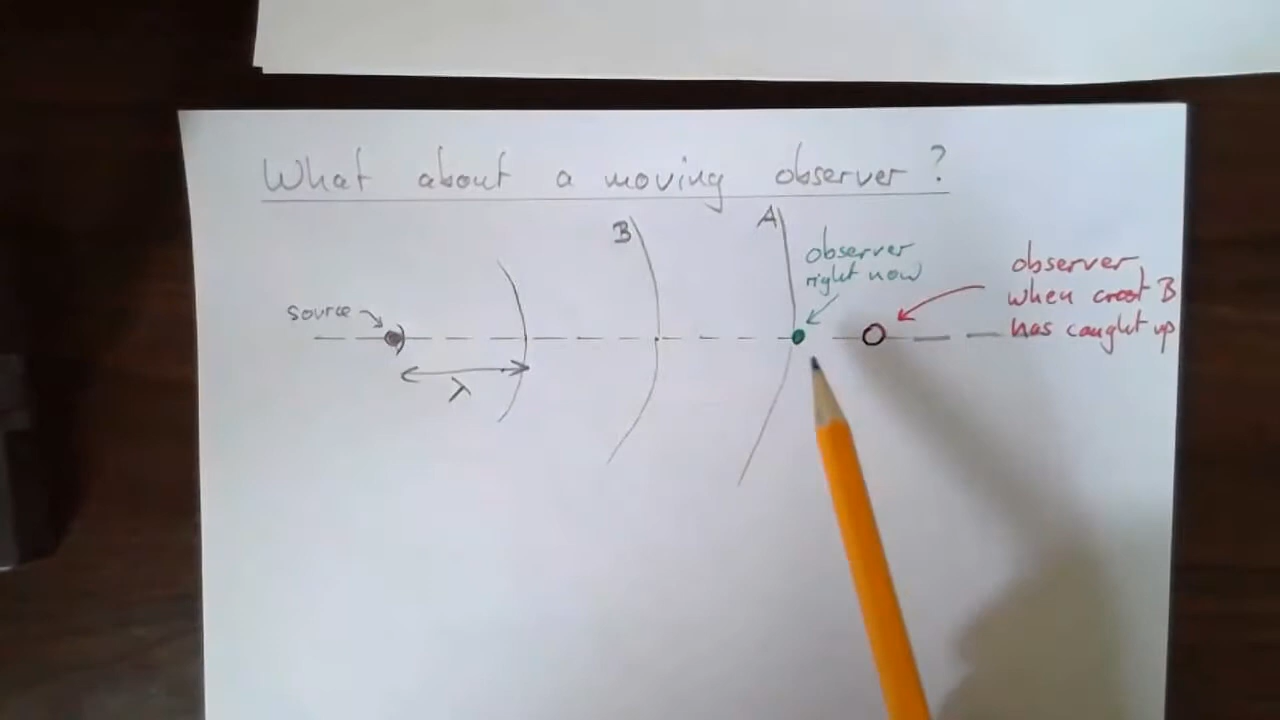 What about a moving observer?
B
A
observer
right now
observer
when crest B
has caught up
source
λ